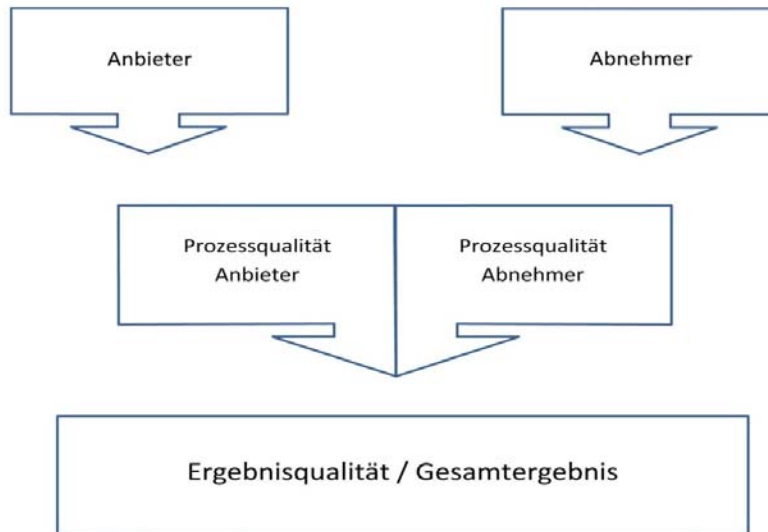 Anbieter
Abnehmer
Prozessqualität
Anbieter
Prozessqualität
Abnehmer
Ergebnisqualität / Gesamtergebnis